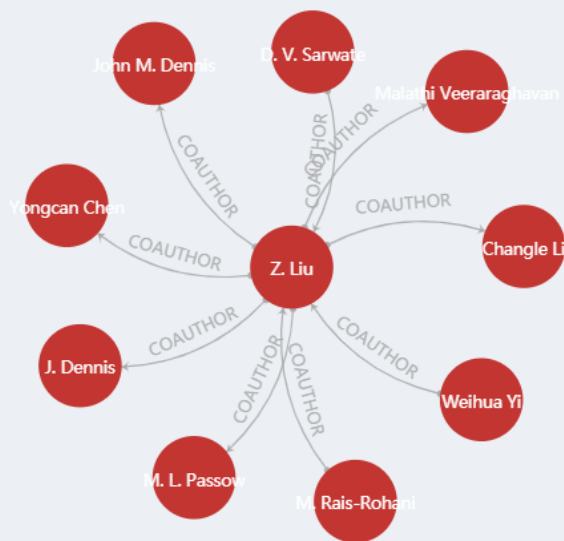 D. V. Sarwate
John M. Dennis
Malathi Veeraraghavan
COAUTHOR
COAUTHOR
COAUTHOR
COAUTHOR
Yongcan Chen
COAUTHOR
Changle Li
Z. Liu
COAUTHOR
COAUTHOR
J. Dennis
COAUTHOR
COAUTHOR
Weihua Yi
M. L. Passow
M. Rais-Rohani